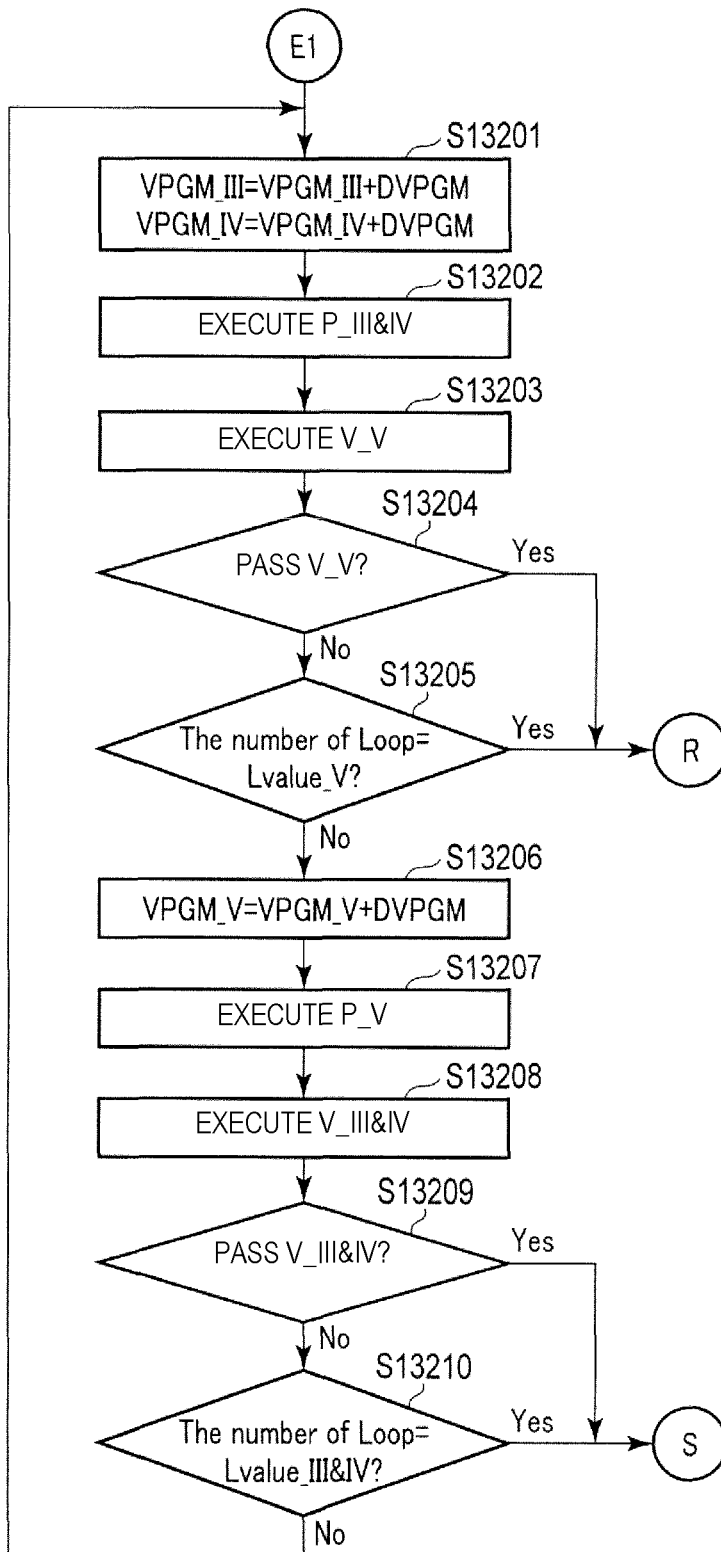 E1
S13201
VPGM_III=VPGM_III+DVPGM
VPGM_IV=VPGM_IV+DVPGM
S13202
EXECUTE P_III&IV
S13203
EXECUTE V_V
S13204
PASS V_V?
Yes
No
S13205
The number of Loop=
Lvalue_V?
Yes
R
No
S13206
VPGM_V=VPGM_V+DVPGM
S13207
EXECUTE P_V
S13208
EXECUTE V_III&IV
S13209
PASS V_III&IV?
Yes
No
S13210
The number of Loop=
Lvalue_III&IV?
Yes
S
No